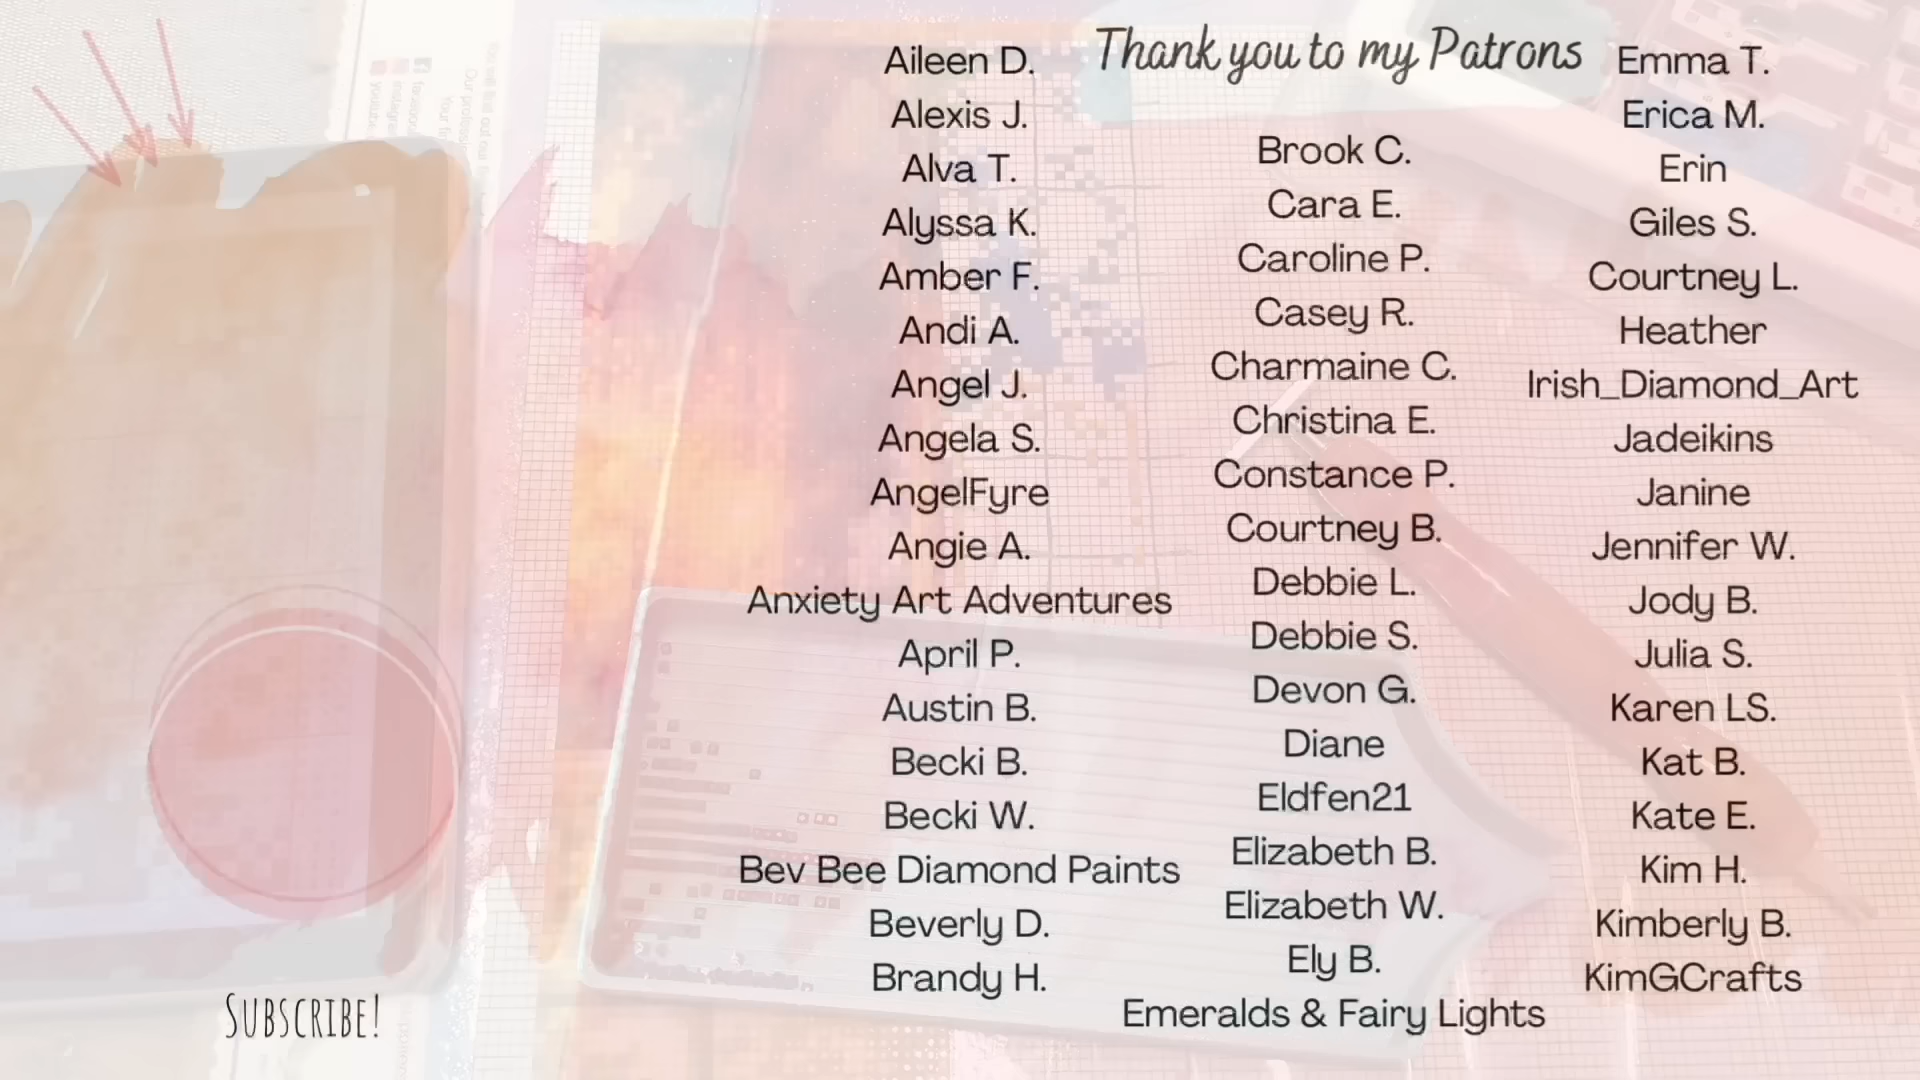 Thank you to my Patrons
Aileen D.
Alexis J.
Alva T.
Alyssa K.
Amber F.
Andi A.
Angel J.
Angela S.
AngelFyre
Angie A.
Anxiety Art Adventures
April P.
Austin B.
Becki B.
Becki W.
Bev Bee Diamond Paints
Beverly D.
Brandy H.
Brook C.
Cara E.
Caroline P.
Casey R.
Charmaine C.
Christina E.
Constance P.
Courtney B.
Debbie L.
Debbie S.
Devon G.
Diane
Eldfen21
Elizabeth B.
Elizabeth W.
Ely B.
Emeralds & Fairy Lights
Emma T.
Erica M.
Erin
Giles S.
Courtney L.
Heather
Irish_Diamond_Art
Jadeikins
Janine
Jennifer W.
Jody B.
Julia S.
Karen LS.
Kat B.
Kate E.
Kim H.
Kimberly B.
KimGCrafts
Subscribe!